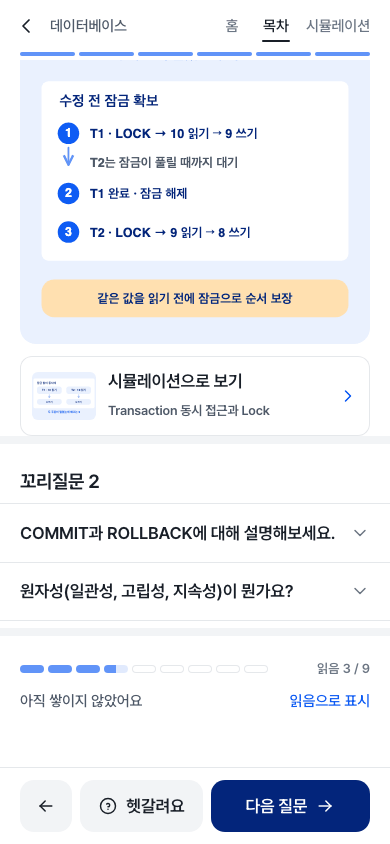 데이터베이스
홈
목차
시뮬레이션
수정 전 잠금 확보
1 T1 · LOCK → 10 읽기 → 9 쓰기
T2는 잠금이 풀릴 때까지 대기
2 T1 완료 · 잠금 해제
3 T2 · LOCK → 9 읽기 → 8 쓰기
같은 값을 읽기 전에 잠금으로 순서 보장
시뮬레이션으로 보기
Transaction 동시 접근과 Lock
꼬리질문 2
COMMIT과 ROLLBACK에 대해 설명해보세요.
원자성(일관성, 고립성, 지속성)이 뭔가요?
읽음 3 / 9
아직 쌓이지 않았어요
읽음으로 표시
헷갈려요
다음 질문 →